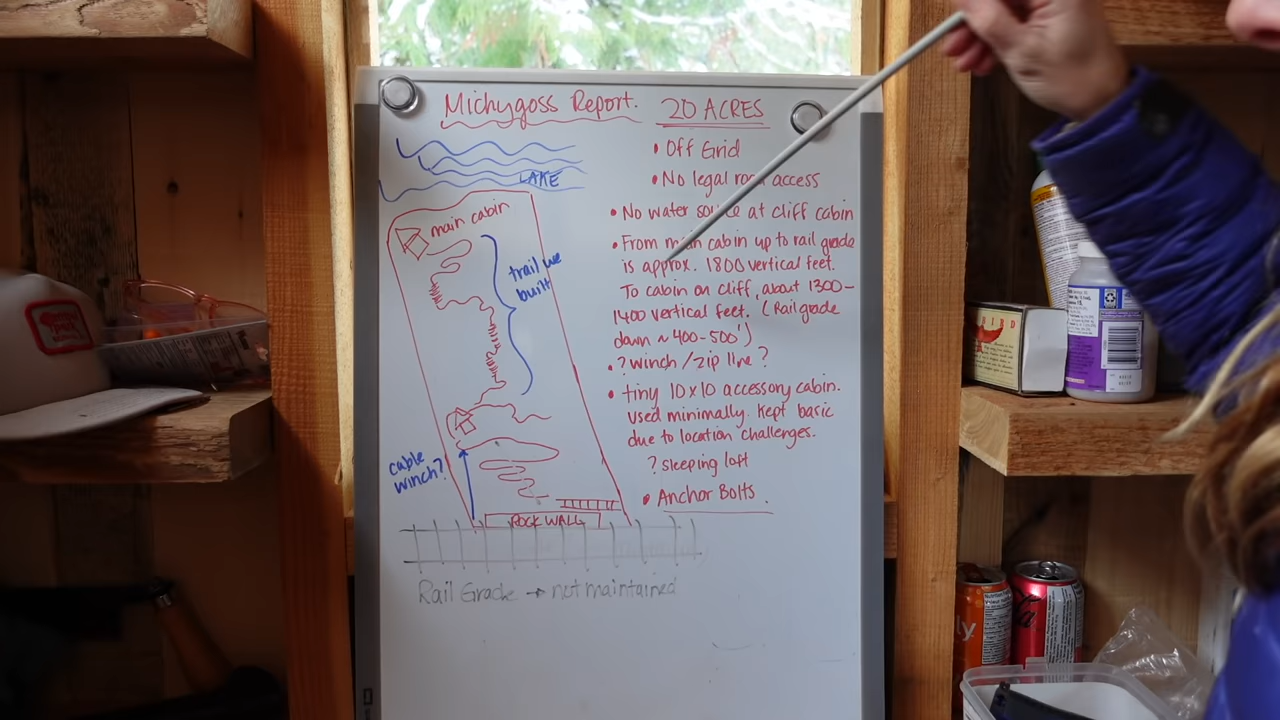 Michygoss Report.
20 ACRES
• Off Grid
• No legal road access
• No water source at cliff cabin
• From main cabin up to rail grade
is approx. 1800 vertical feet.
To cabin on cliff, about 1300-
1400 vertical feet. (Railgrade
down ~ 400-500')
• ? winch/zip line?
• tiny 10x10 accessory cabin.
used minimally. Kept basic
due to location challenges.
? sleeping loft
• Anchor Bolts.
LAKE
main cabin
trail we
built
cable
winch?
ROCK WALL
Rail Grade → not maintained
BIRD
ly.